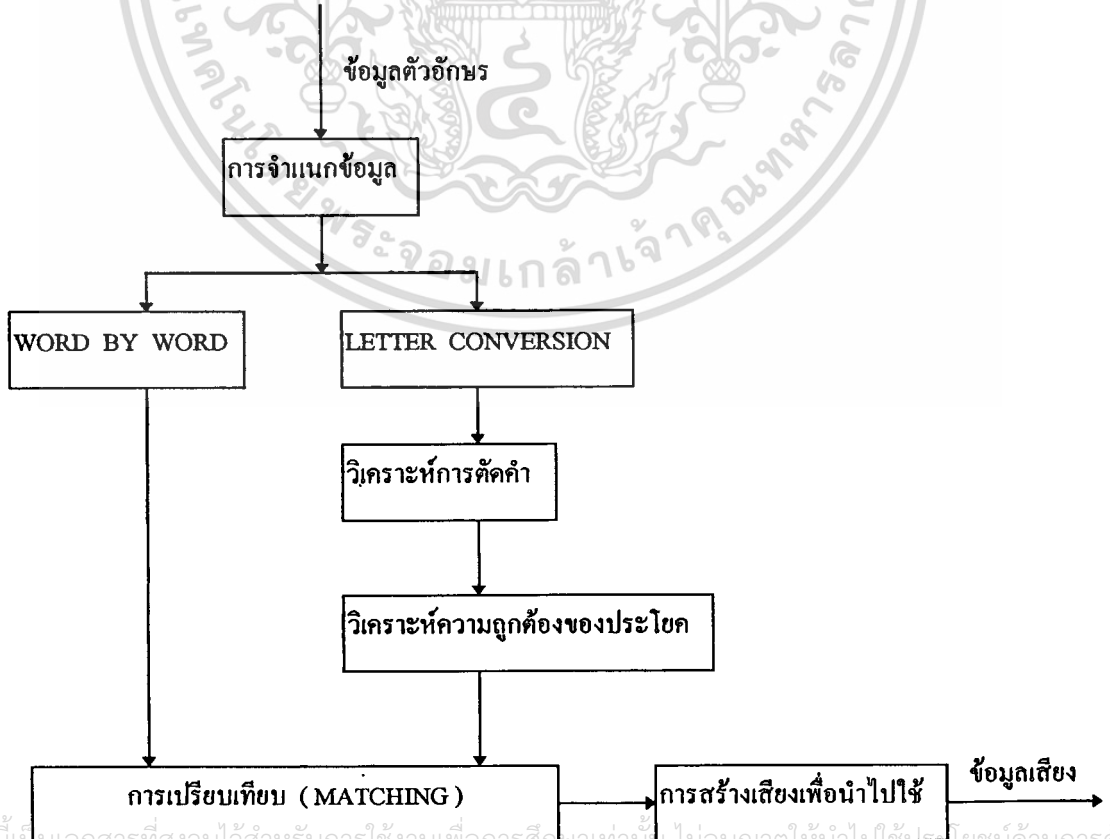 ข้อมูลตัวอักษร
การจำแนกข้อมูล
WORD BY WORD
LETTER CONVERSION
วิเคราะห์การตัดคำ
วิเคราะห์ความถูกต้องของประโยค
การเปรียบเทียบ ( MATCHING )
การสร้างเสียงเพื่อนำไปใช้
ข้อมูลเสียง